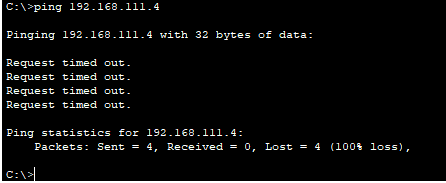 C:\>ping 192.168.111.4
Pinging 192.168.111.4 with 32 bytes of data:
Request timed out.
Request timed out.
Request timed out.
Request timed out.
Ping statistics for 192.168.111.4:
    Packets: Sent = 4, Received = 0, Lost = 4 (100% loss),
C:\>